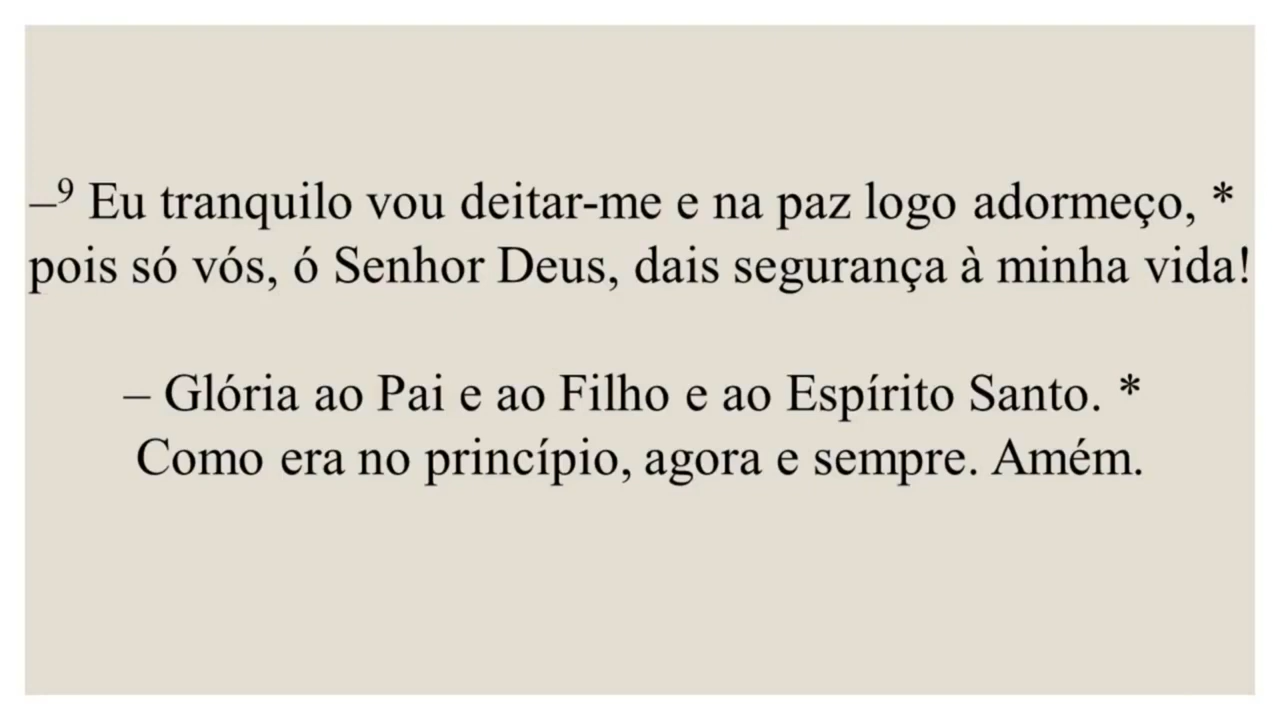 –⁹ Eu tranquilo vou deitar-me e na paz logo adormeço, *
pois só vós, ó Senhor Deus, dais segurança à minha vida!
– Glória ao Pai e ao Filho e ao Espírito Santo. *
Como era no princípio, agora e sempre. Amém.